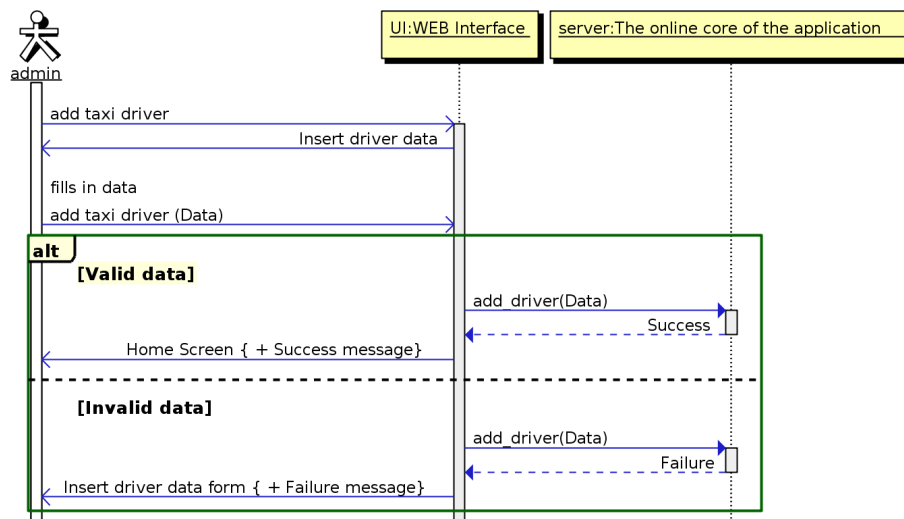 UI:WEB Interface
server:The online core of the application
admin
add taxi driver
Insert driver data
fills in data
add taxi driver (Data)
alt
[Valid data]
add_driver(Data)
Success
Home Screen { + Success message}
[Invalid data]
add_driver(Data)
Failure
Insert driver data form { + Failure message}